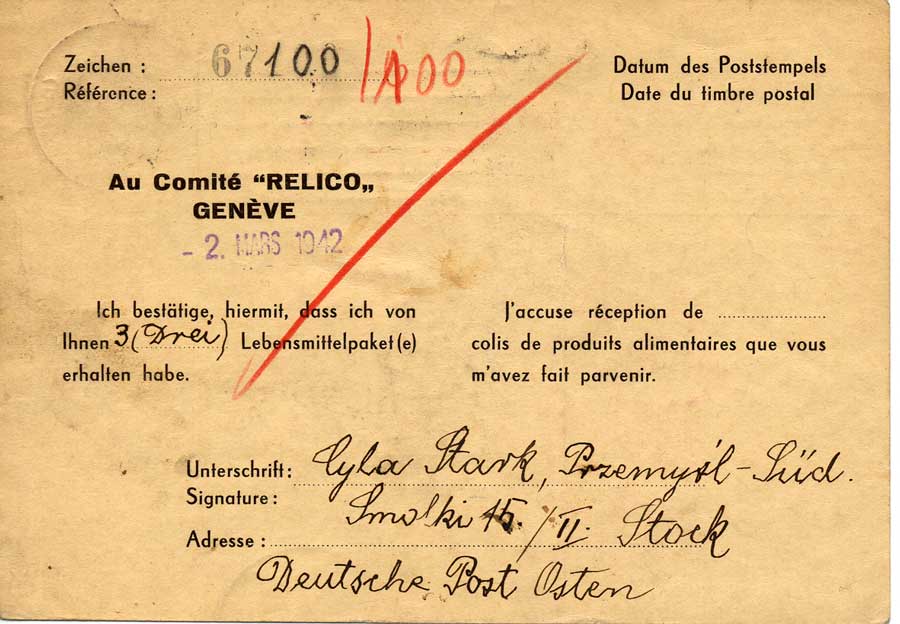 Zeichen : 67100 /100
Référence :
Datum des Poststempels
Date du timbre postal
Au Comité “RELICO„
GENÈVE
- 2. MARS 1942
Ich bestätige, hiermit, dass ich von
Ihnen 3 (Drei) Lebensmittelpaket(e)
erhalten habe.
J'accuse réception de ....................
colis de produits alimentaires que vous
m'avez fait parvenir.
Unterschrift : Cyla Stark, Przemyśl-Süd.
Signature :
Smolki 15. / II. Stock
Adresse :
Deutsche Post Osten